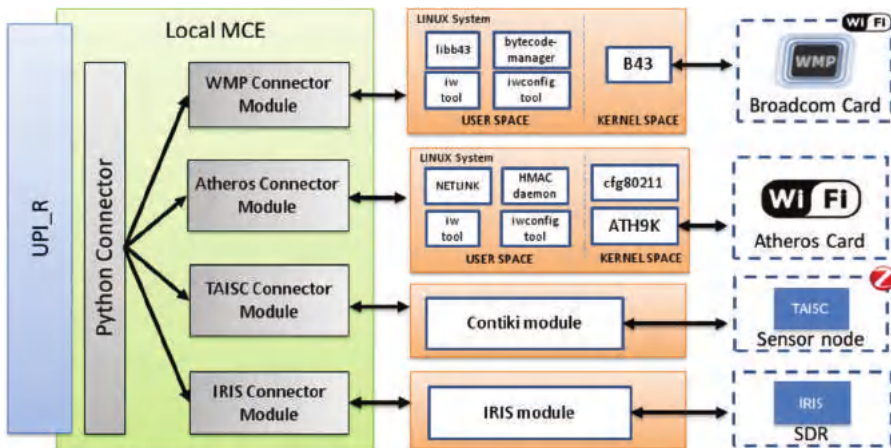 UPI_R
Local MCE
Python Connector
WMP Connector
Module
Atheros Connector
Module
TAISC Connector
Module
IRIS Connector
Module
LINUX System
libb43
bytecode-
manager
iw
tool
iwconfig
tool
USER SPACE
B43
KERNEL SPACE
LINUX System
NETLINK
HMAC
daemon
iw
tool
iwconfig
tool
USER SPACE
cfg80211
ATH9K
KERNEL SPACE
Contiki module
IRIS module
Wi Fi
WMP
Broadcom Card
Wi Fi
Atheros Card
Z
TAISC
Sensor node
IRIS
SDR